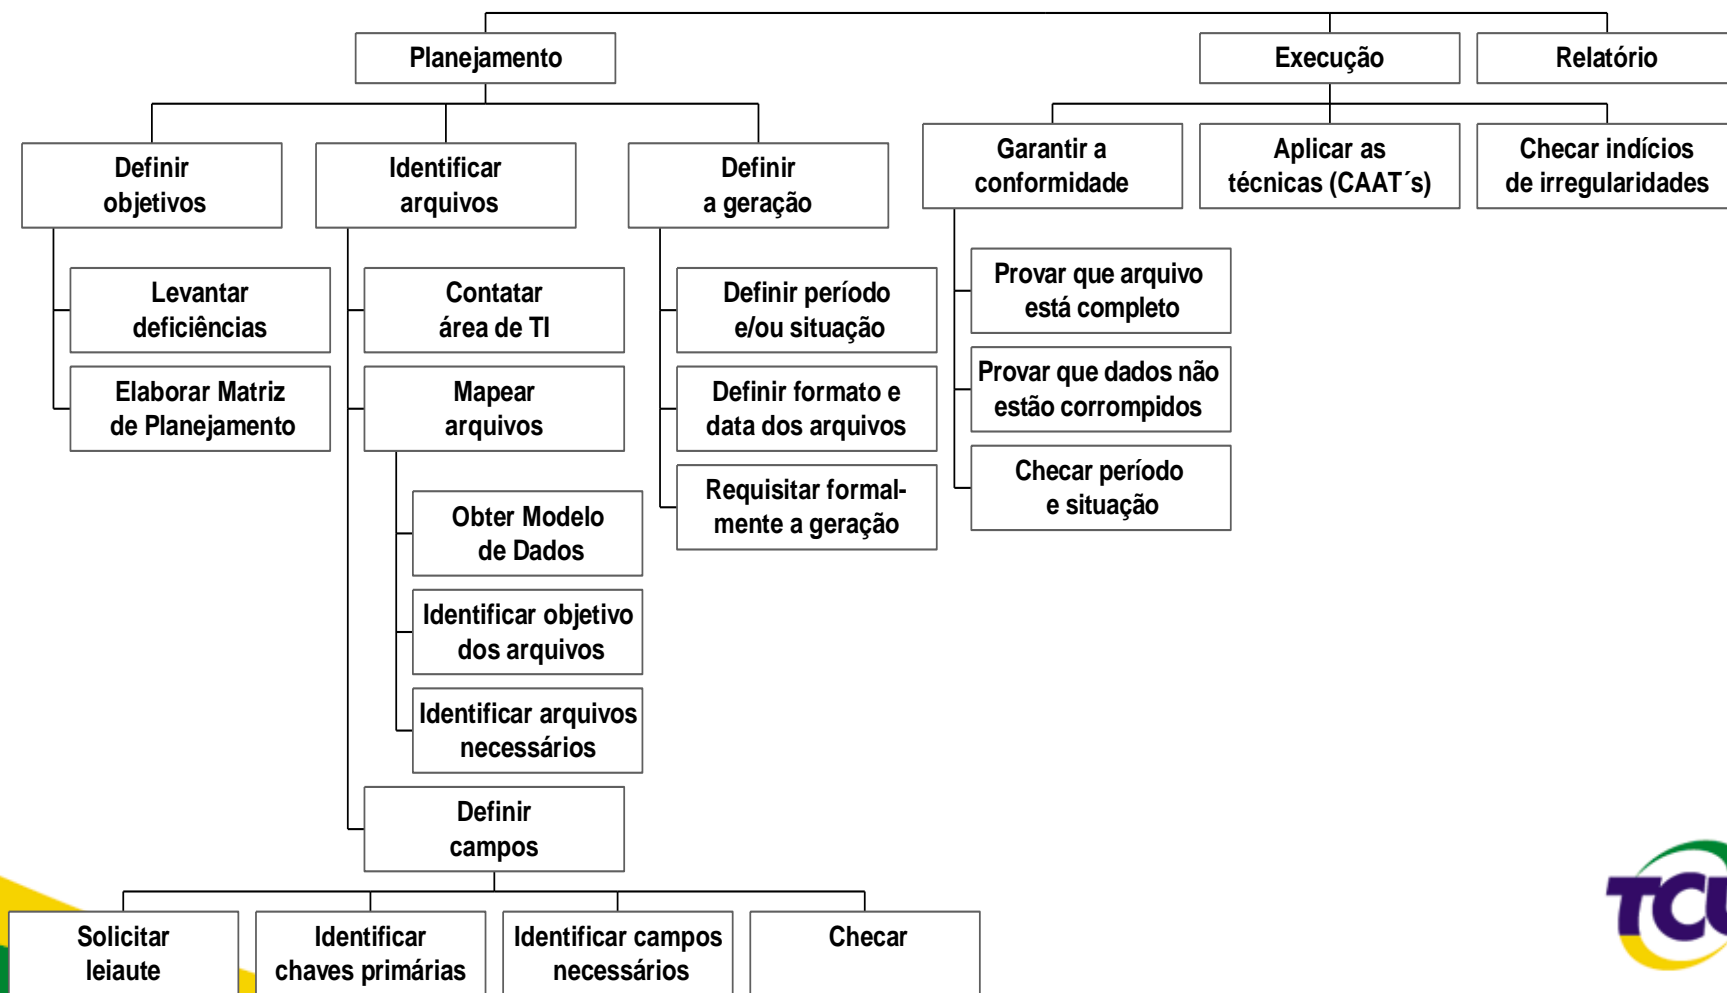 Planejamento
Execução
Relatório
Definir
objetivos
Identificar
arquivos
Definir
a geração
Garantir a
conformidade
Aplicar as
técnicas (CAAT´s)
Checar indícios
de irregularidades
Levantar
deficiências
Elaborar Matriz
de Planejamento
Contatar
área de TI
Mapear
arquivos
Obter Modelo
de Dados
Identificar objetivo
dos arquivos
Identificar arquivos
necessários
Definir
campos
Solicitar
leiaute
Identificar
chaves primárias
Identificar campos
necessários
Checar
Definir período
e/ou situação
Definir formato e
data dos arquivos
Requisitar formal-
mente a geração
Provar que arquivo
está completo
Provar que dados não
estão corrompidos
Checar período
e situação
TCU